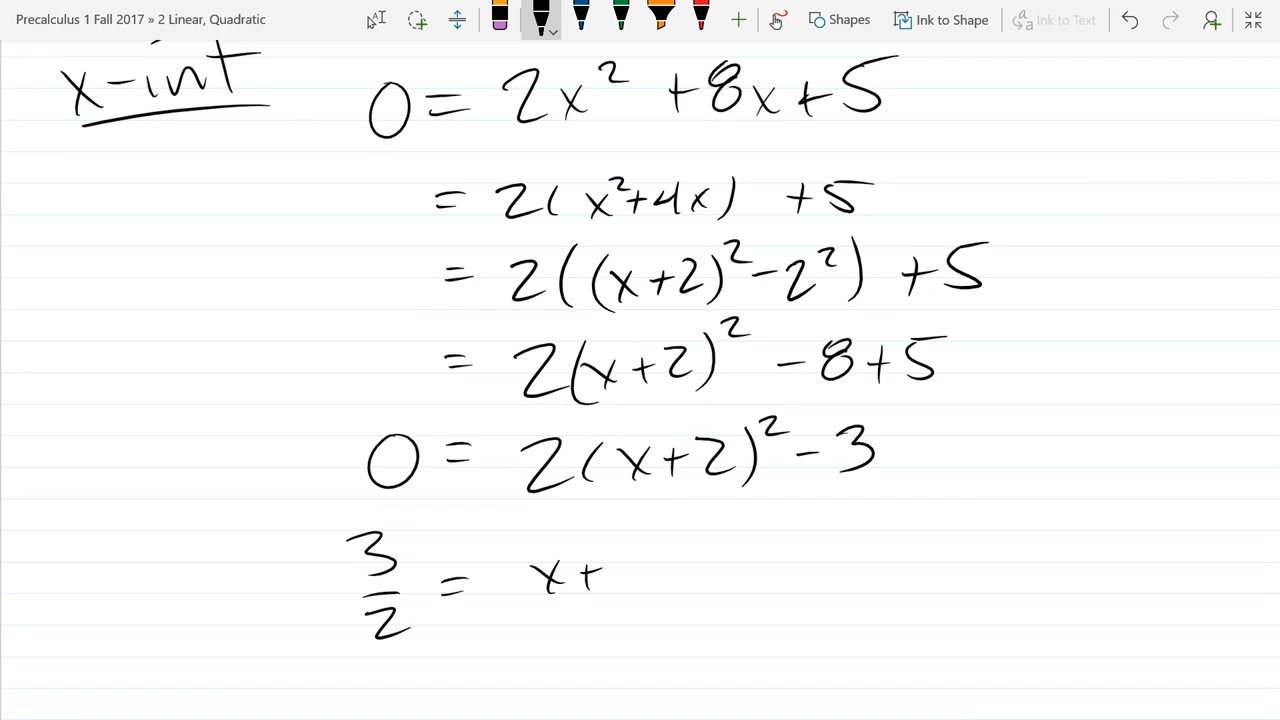 Precalculus 1 Fall 2017 » 2 Linear, Quadratic
Shapes
Ink to Shape
Ink to Text
x-int
0 = 2x² + 8x + 5
= 2(x² + 4x) + 5
= 2((x+2)² - 2²) + 5
= 2(x+2)² - 8 + 5
0 = 2(x+2)² - 3
3/2 = x+